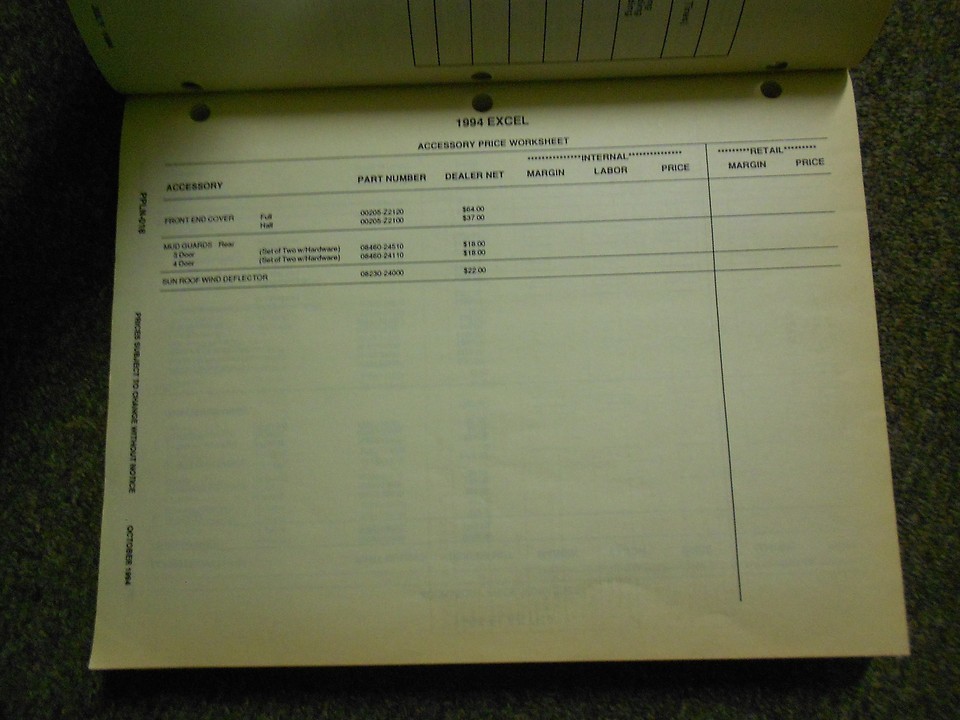 1994 EXCEL
ACCESSORY PRICE WORKSHEET
***************INTERNAL*************** *********RETAIL*********
ACCESSORY PART NUMBER DEALER NET MARGIN LABOR PRICE MARGIN PRICE
FRONT END COVER Full 00205-Z2120 $64.00
Half 00205-Z2100 $37.00
MUD GUARDS Rear
3 Door (Set of Two w/Hardware) 08460-24510 $18.00
4 Door (Set of Two w/Hardware) 08460-24110 $18.00
SUN ROOF WIND DEFLECTOR 08230-24000 $22.00
PRICES SUBJECT TO CHANGE WITHOUT NOTICE
OCTOBER 1994